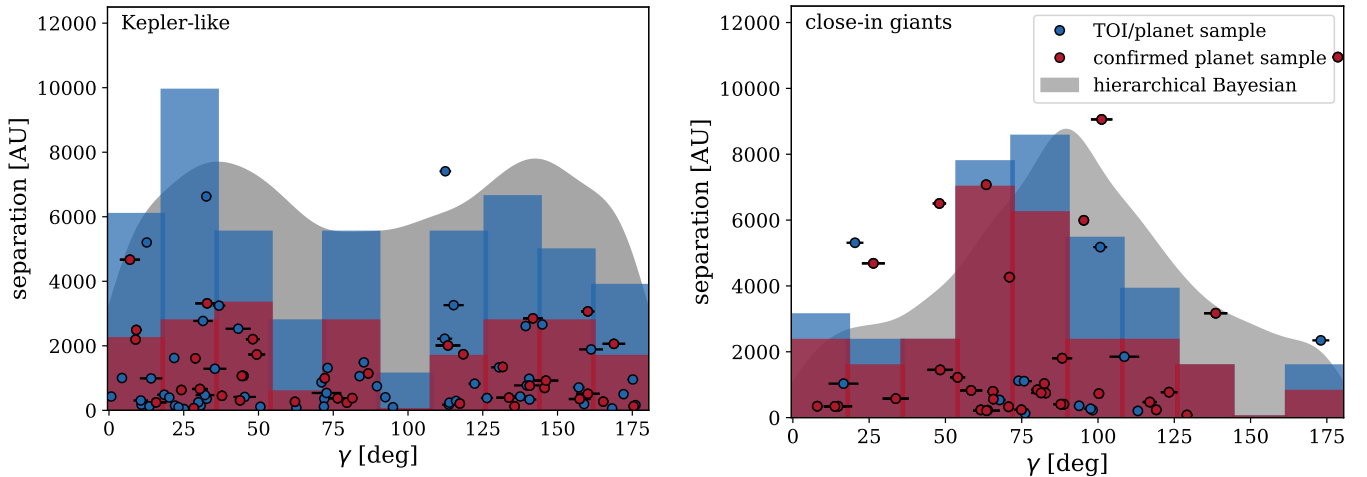 Kepler-like
12000
10000
8000
6000
4000
2000
0
separation [AU]
0 25 50 75 100 125 150 175
γ [deg]
close-in giants
TOI/planet sample
confirmed planet sample
hierarchical Bayesian
12000
10000
8000
6000
4000
2000
0
separation [AU]
0 25 50 75 100 125 150 175
γ [deg]